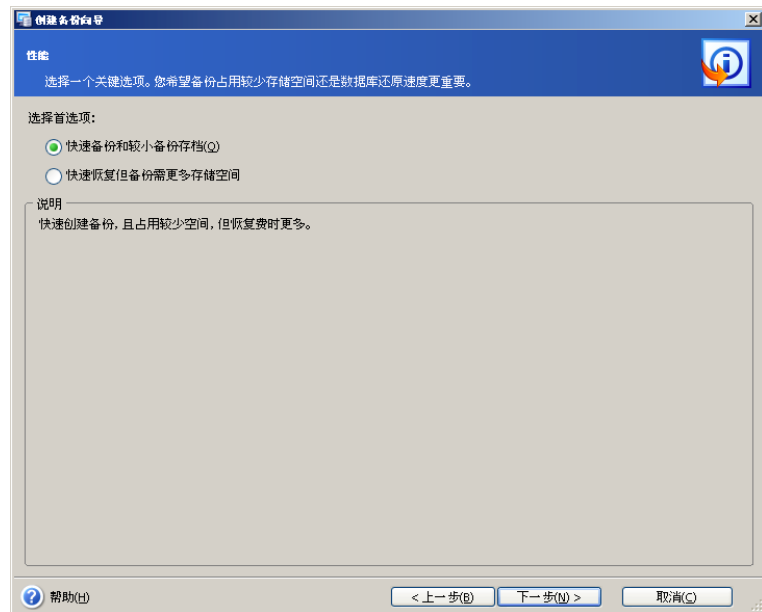 创建备份向导
性能
选择一个关键选项。您希望备份占用较少存储空间还是数据库还原速度更重要。
选择首选项:
快速备份和较小备份存档(Q)
快速恢复但备份需更多存储空间
说明
快速创建备份, 且占用较少空间, 但恢复费时更多。
帮助(H)
< 上一步(B)
下一步(N) >
取消(C)